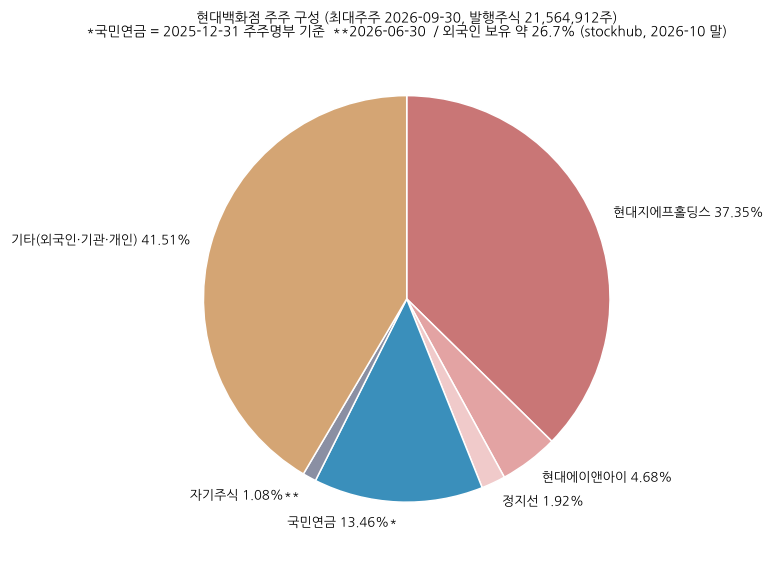 현대백화점 주주 구성 (최대주주 2026-09-30, 발행주식 21,564,912주)
*국민연금 = 2025-12-31 주주명부 기준  **2026-06-30  / 외국인 보유 약 26.7% (stockhub, 2026-10 말)
현대지에프홀딩스 37.35%
기타(외국인·기관·개인) 41.51%
현대에이앤아이 4.68%
자기주식 1.08%**
정지선 1.92%
국민연금 13.46%*